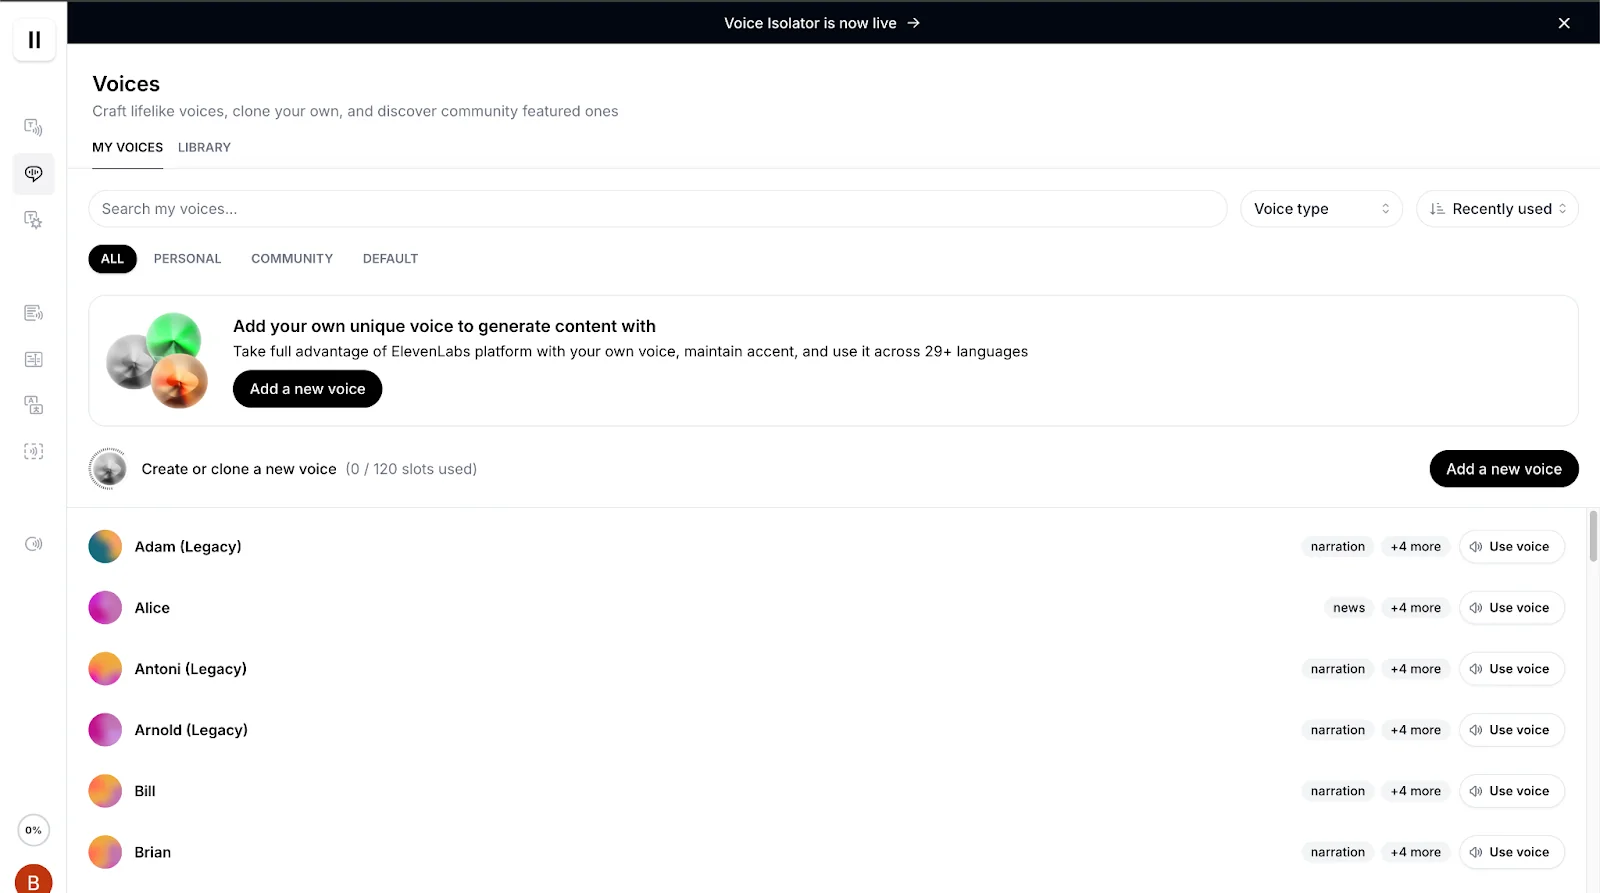 Voice Isolator is now live →
Voices
Craft lifelike voices, clone your own, and discover community featured ones
MY VOICES LIBRARY
Search my voices...
Voice type
Recently used
ALL PERSONAL COMMUNITY DEFAULT
Add your own unique voice to generate content with
Take full advantage of ElevenLabs platform with your own voice, maintain accent, and use it across 29+ languages
Add a new voice
Create or clone a new voice (0 / 120 slots used)
Add a new voice
Adam (Legacy) narration +4 more Use voice
Alice news +4 more Use voice
Antoni (Legacy) narration +4 more Use voice
Arnold (Legacy) narration +4 more Use voice
Bill narration +4 more Use voice
Brian narration +4 more Use voice
0%
B